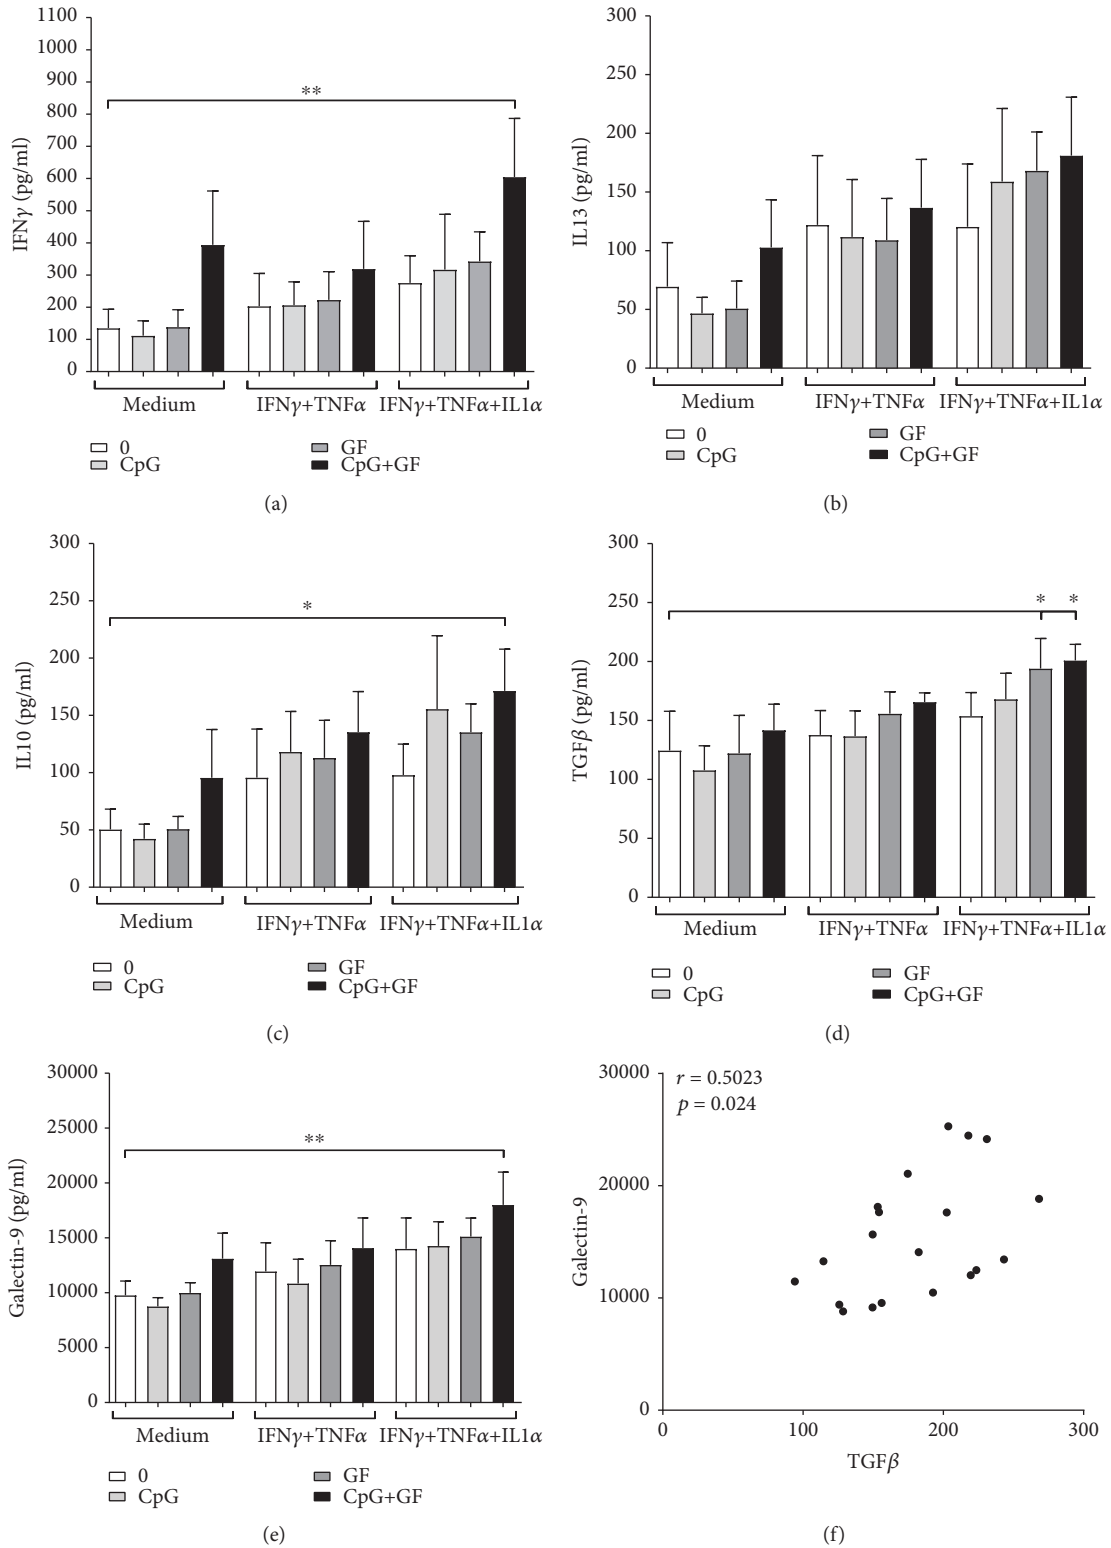 1100
1000
900
800
700
600
500
400
300
200
100
0
IFNγ (pg/ml)
**
Medium
IFNγ+TNFα
IFNγ+TNFα+IL1α
0
CpG
GF
CpG+GF
(a)
300
250
200
150
100
50
0
IL13 (pg/ml)
Medium
IFNγ+TNFα
IFNγ+TNFα+IL1α
0
CpG
GF
CpG+GF
(b)
300
250
200
150
100
50
0
IL10 (pg/ml)
*
Medium
IFNγ+TNFα
IFNγ+TNFα+IL1α
0
CpG
GF
CpG+GF
(c)
300
250
200
150
100
50
0
TGFβ (pg/ml)
* *
Medium
IFNγ+TNFα
IFNγ+TNFα+IL1α
0
CpG
GF
CpG+GF
(d)
30000
25000
20000
15000
10000
5000
0
Galectin-9 (pg/ml)
**
Medium
IFNγ+TNFα
IFNγ+TNFα+IL1α
0
CpG
GF
CpG+GF
(e)
30000
20000
10000
0
Galectin-9
r = 0.5023
p = 0.024
0
100
200
300
TGFβ
(f)